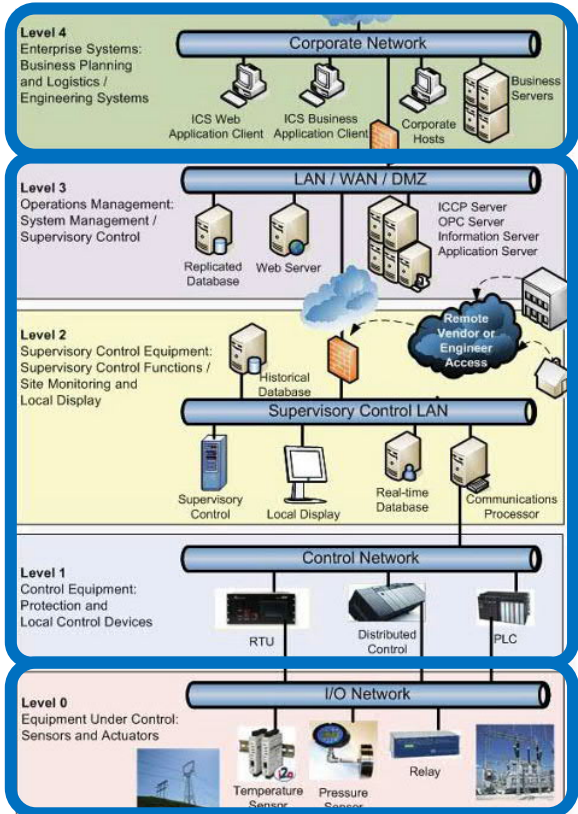 Level 4
Enterprise Systems:
Business Planning
and Logistics /
Engineering Systems
Corporate Network
ICS Web
Application Client
ICS Business
Application Client
Corporate
Hosts
Business
Servers
Level 3
Operations Management:
System Management /
Supervisory Control
LAN / WAN / DMZ
Replicated
Database
Web Server
ICCP Server
OPC Server
Information Server
Application Server
Level 2
Supervisory Control Equipment:
Supervisory Control Functions /
Site Monitoring and
Local Display
Remote
Vendor or
Engineer
Access
Historical
Database
Supervisory Control LAN
Supervisory
Control
Local Display
Real-time
Database
Communications
Processor
Level 1
Control Equipment:
Protection and
Local Control Devices
Control Network
RTU
Distributed
Control
PLC
Level 0
Equipment Under Control:
Sensors and Actuators
I/O Network
Temperature
Sensor
Pressure
Sensor
Relay